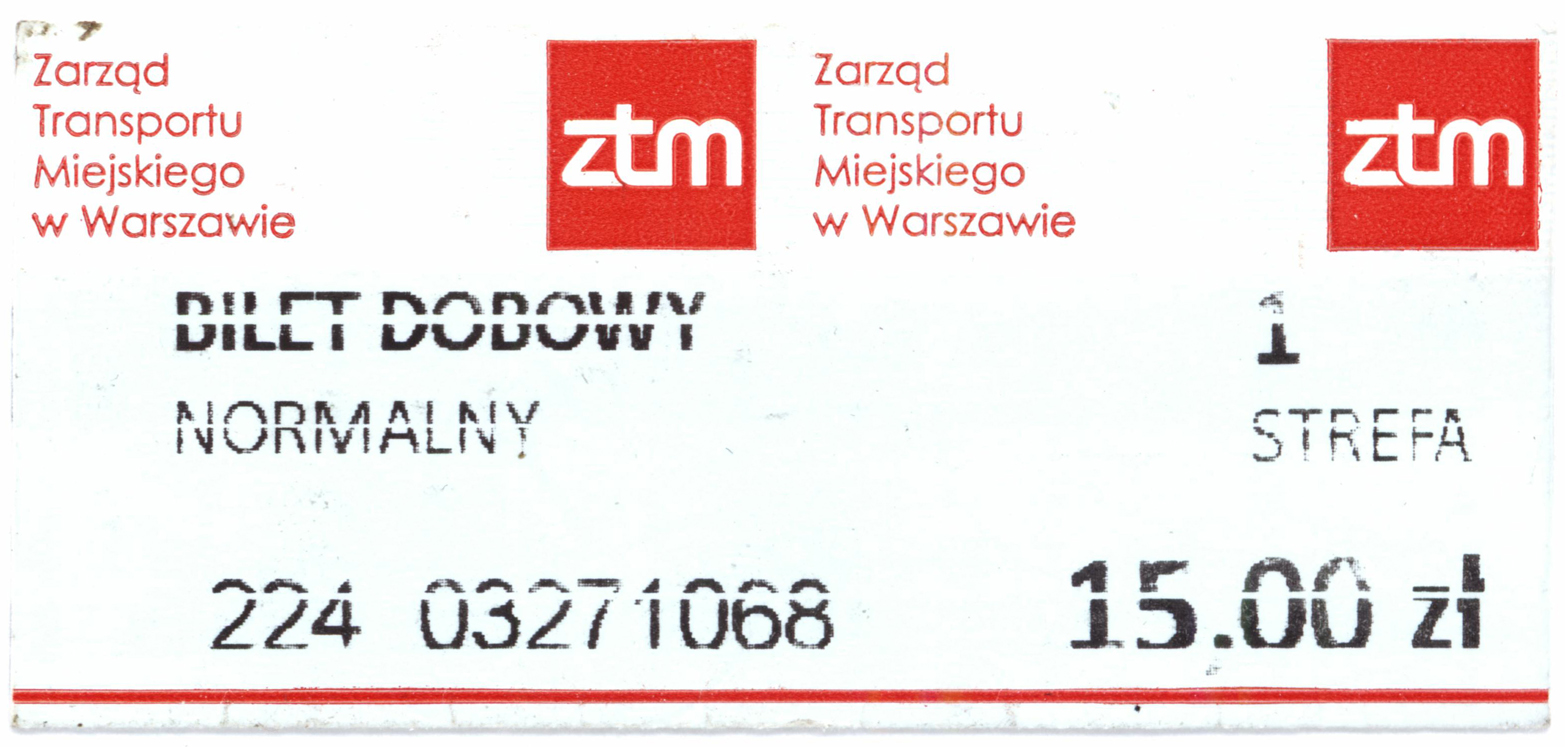 Zarząd
Transportu
Miejskiego
w Warszawie
ztm
Zarząd
Transportu
Miejskiego
w Warszawie
ztm
BILET DOBOWY 1
NORMALNY STREFA
224 03271068 15.00 zł